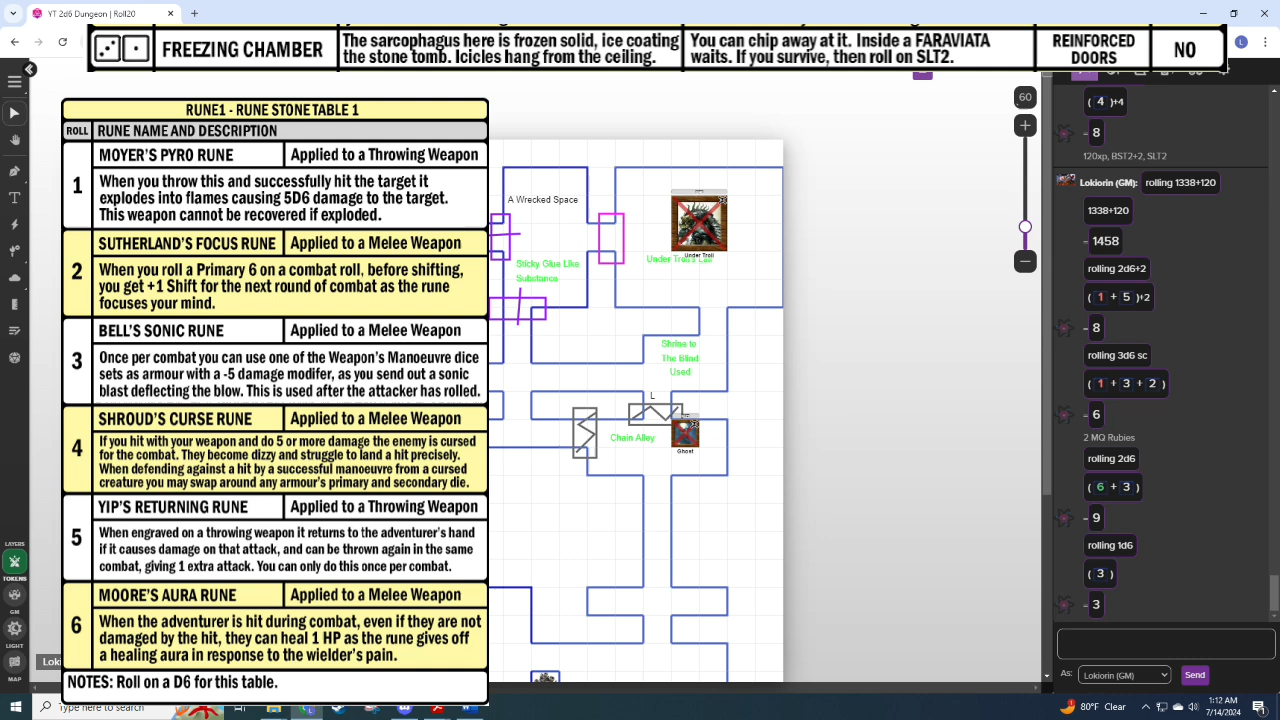 Roll20
FREEZING CHAMBER
The sarcophagus here is frozen solid, ice coating
the stone tomb. Icicles hang from the ceiling.
You can chip away at it. Inside a FARAVIATA
waits. If you survive, then roll on SLT2.
REINFORCED
DOORS
NO
RUNE1 - RUNE STONE TABLE 1
ROLL
RUNE NAME AND DESCRIPTION
1
MOYER'S PYRO RUNE
Applied to a Throwing Weapon
When you throw this and successfully hit the target it
explodes into flames causing 5D6 damage to the target.
This weapon cannot be recovered if exploded.
2
SUTHERLAND'S FOCUS RUNE
Applied to a Melee Weapon
When you roll a Primary 6 on a combat roll, before shifting,
you get +1 Shift for the next round of combat as the rune
focuses your mind.
3
BELL'S SONIC RUNE
Applied to a Melee Weapon
Once per combat you can use one of the Weapon's Manoeuvre dice
sets as armour with a -5 damage modifer, as you send out a sonic
blast deflecting the blow. This is used after the attacker has rolled.
4
SHROUD'S CURSE RUNE
Applied to a Melee Weapon
If you hit with your weapon and do 5 or more damage the enemy is cursed
for the combat. They become dizzy and struggle to land a hit precisely.
When defending against a hit by a successful manoeuvre from a cursed
creature you may swap around any armour's primary and secondary die.
5
YIP'S RETURNING RUNE
Applied to a Throwing Weapon
When engraved on a throwing weapon it returns to the adventurer's hand
if it causes damage on that attack, and can be thrown again in the same
combat, giving 1 extra attack. You can only do this once per combat.
6
MOORE'S AURA RUNE
Applied to a Melee Weapon
When the adventurer is hit during combat, even if they are not
damaged by the hit, they can heal 1 HP as the rune gives off
a healing aura in response to the wielder's pain.
NOTES: Roll on a D6 for this table.
A Wrecked Space
Sticky Glue Like
Substance
Under Troll's Lair
Under Troll
Shrine to
The Blind
Used
L
Chain Alley
Ghost
60
LAYERS
TOKENS
GM
LIGHT
MAP
(4)+4
=8
120xp, BST2+2, SLT2
Lokiorin (GM): rolling 1338+120
1338+120
=1458
rolling 2d6+2
(1+5)+2
=8
rolling 3d6 sc
(1+3+2)
=6
2 MQ Rubies
rolling 2d6
(6+3)
=9
rolling 1d6
(3)
=3
As:
Lokiorin (GM)
Send
Type here to search
80°F
1:12 AM